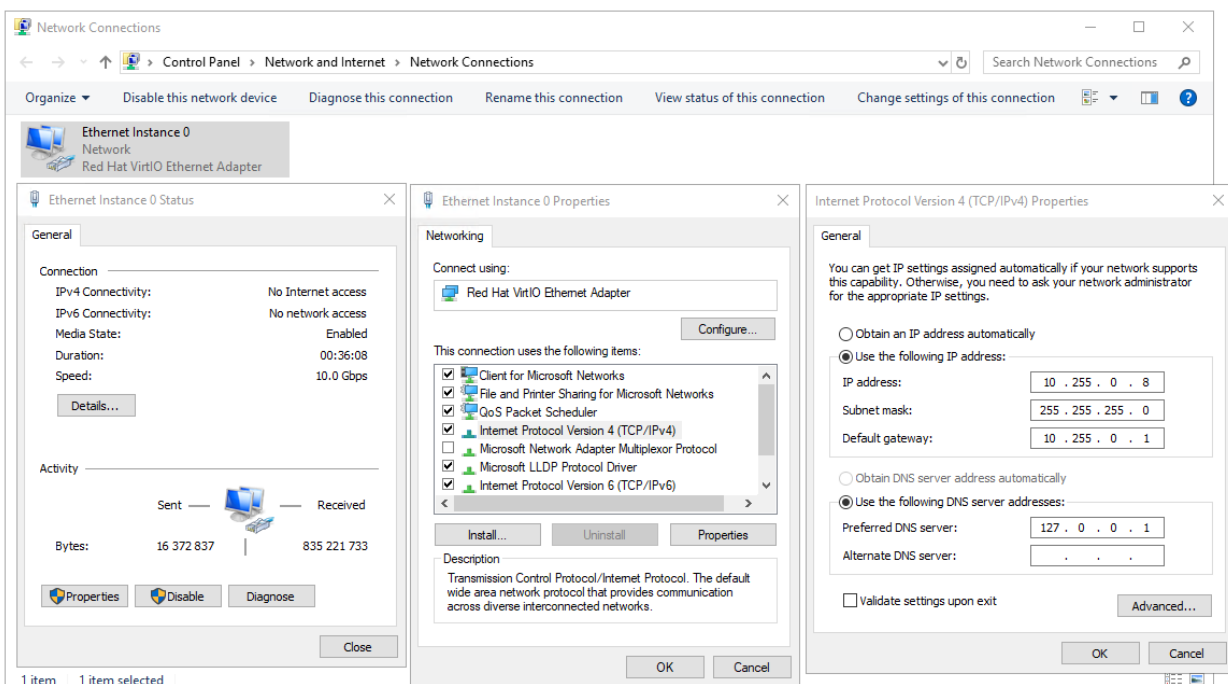 Network Connections
Control Panel > Network and Internet > Network Connections
Search Network Connections
Organize
Disable this network device
Diagnose this connection
Rename this connection
View status of this connection
Change settings of this connection
Ethernet Instance 0
Network
Red Hat VirtIO Ethernet Adapter
Ethernet Instance 0 Status
General
Connection
IPv4 Connectivity: No Internet access
IPv6 Connectivity: No network access
Media State: Enabled
Duration: 00:36:08
Speed: 10.0 Gbps
Details...
Activity
Sent — Received
Bytes: 16 372 837 | 835 221 733
Properties
Disable
Diagnose
Close
Ethernet Instance 0 Properties
Networking
Connect using:
Red Hat VirtIO Ethernet Adapter
Configure...
This connection uses the following items:
Client for Microsoft Networks
File and Printer Sharing for Microsoft Networks
QoS Packet Scheduler
Internet Protocol Version 4 (TCP/IPv4)
Microsoft Network Adapter Multiplexor Protocol
Microsoft LLDP Protocol Driver
Internet Protocol Version 6 (TCP/IPv6)
Install...
Uninstall
Properties
Description
Transmission Control Protocol/Internet Protocol. The default
wide area network protocol that provides communication
across diverse interconnected networks.
OK
Cancel
Internet Protocol Version 4 (TCP/IPv4) Properties
General
You can get IP settings assigned automatically if your network supports
this capability. Otherwise, you need to ask your network administrator
for the appropriate IP settings.
Obtain an IP address automatically
Use the following IP address:
IP address: 10 . 255 . 0 . 8
Subnet mask: 255 . 255 . 255 . 0
Default gateway: 10 . 255 . 0 . 1
Obtain DNS server address automatically
Use the following DNS server addresses:
Preferred DNS server: 127 . 0 . 0 . 1
Alternate DNS server: . . .
Validate settings upon exit
Advanced...
OK
Cancel
1 item
1 item selected